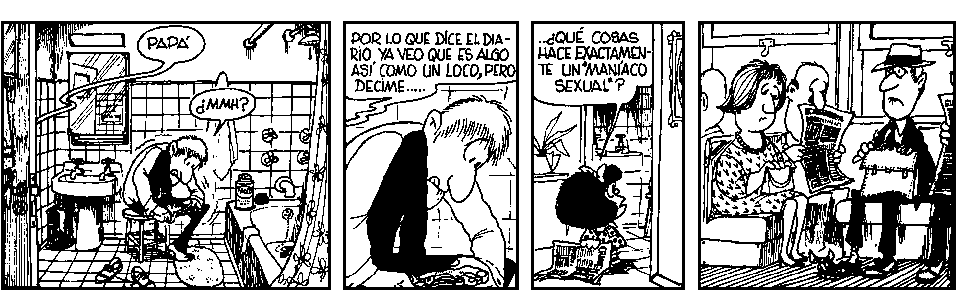 PAPÁ
¿MMH?
POR LO QUE DÍCE EL DIA-
RIO, YA VEO QUE ES ALGO
ASÍ COMO UN LOCO, PERO
DECIME.....
...¿QUÉ COSAS
HACE EXACTAMEN-
TE UN "MANÍACO
SEXUAL"?